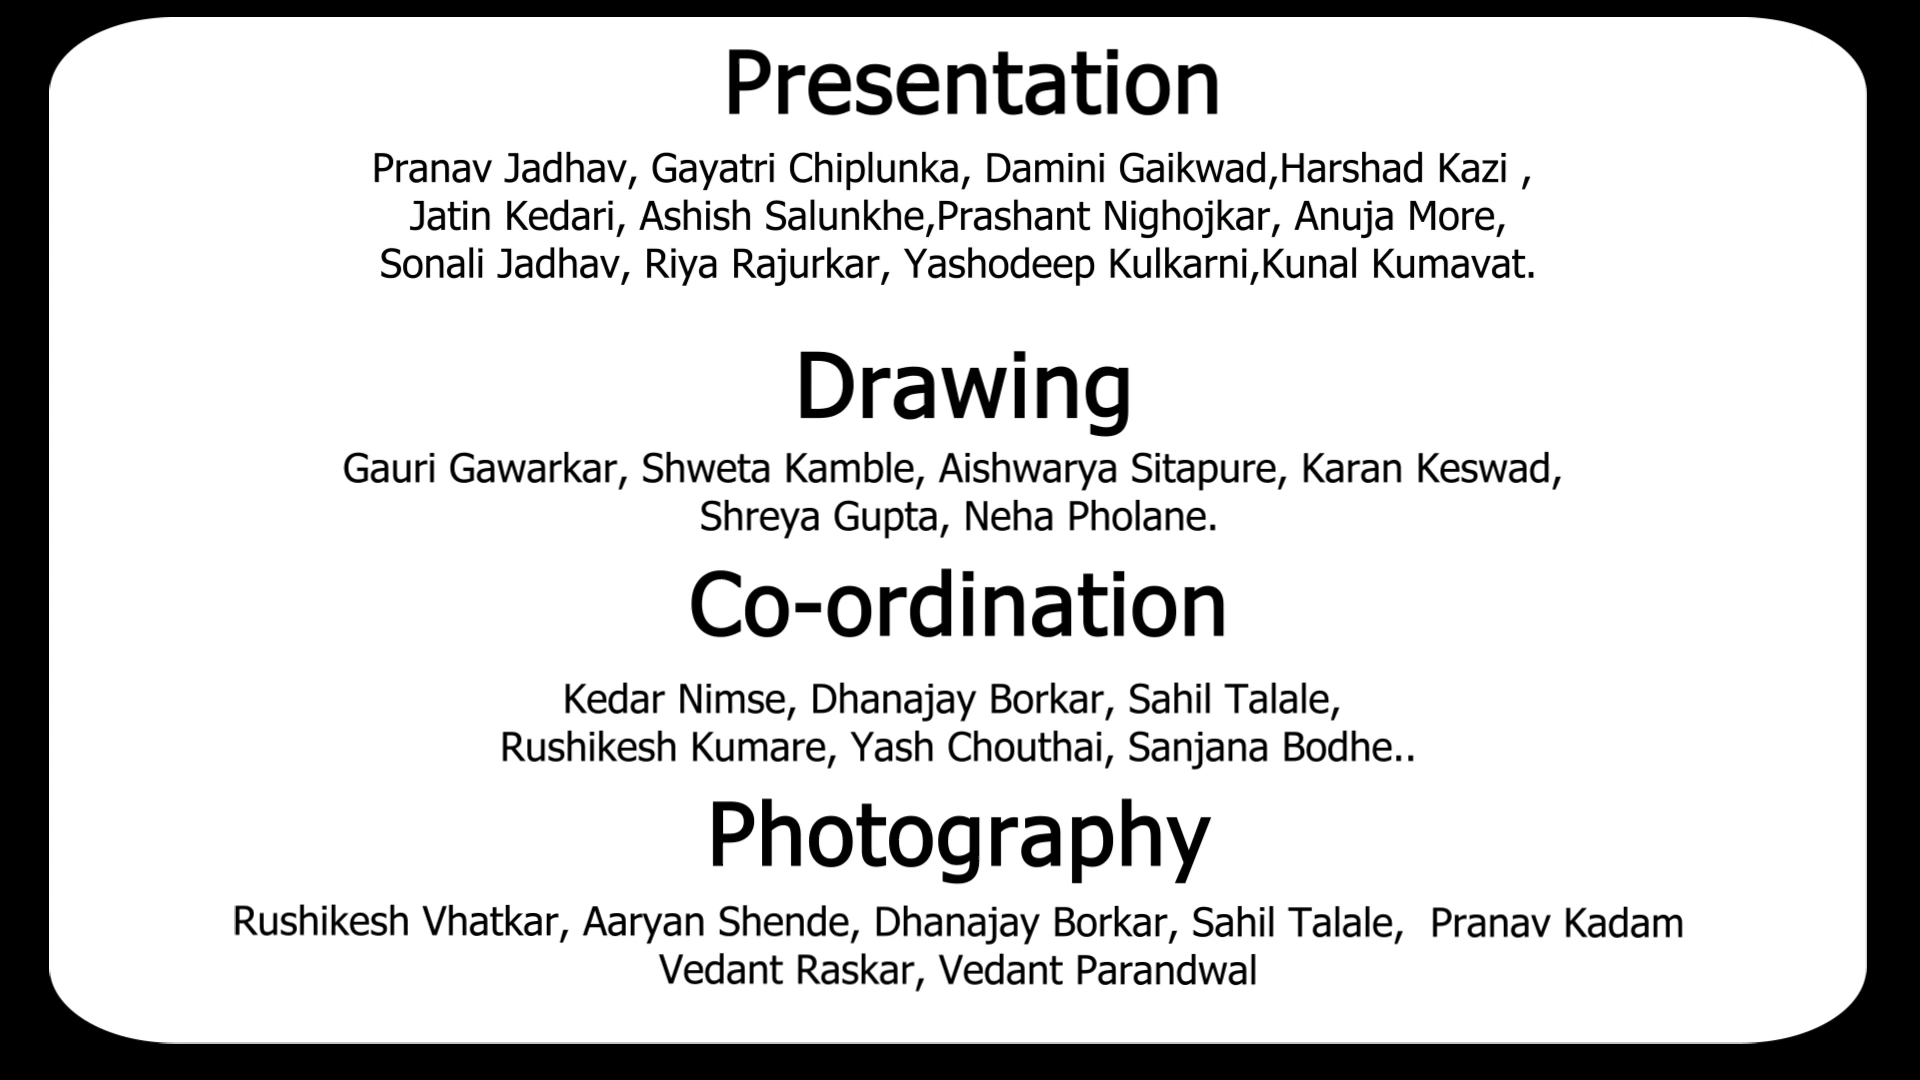 Presentation
Pranav Jadhav, Gayatri Chiplunka, Damini Gaikwad,Harshad Kazi ,
Jatin Kedari, Ashish Salunkhe,Prashant Nighojkar, Anuja More,
Sonali Jadhav, Riya Rajurkar, Yashodeep Kulkarni,Kunal Kumavat.
Drawing
Gauri Gawarkar, Shweta Kamble, Aishwarya Sitapure, Karan Keswad,
Shreya Gupta, Neha Pholane.
Co-ordination
Kedar Nimse, Dhanajay Borkar, Sahil Talale,
Rushikesh Kumare, Yash Chouthai, Sanjana Bodhe..
Photography
Rushikesh Vhatkar, Aaryan Shende, Dhanajay Borkar, Sahil Talale,  Pranav Kadam
Vedant Raskar, Vedant Parandwal